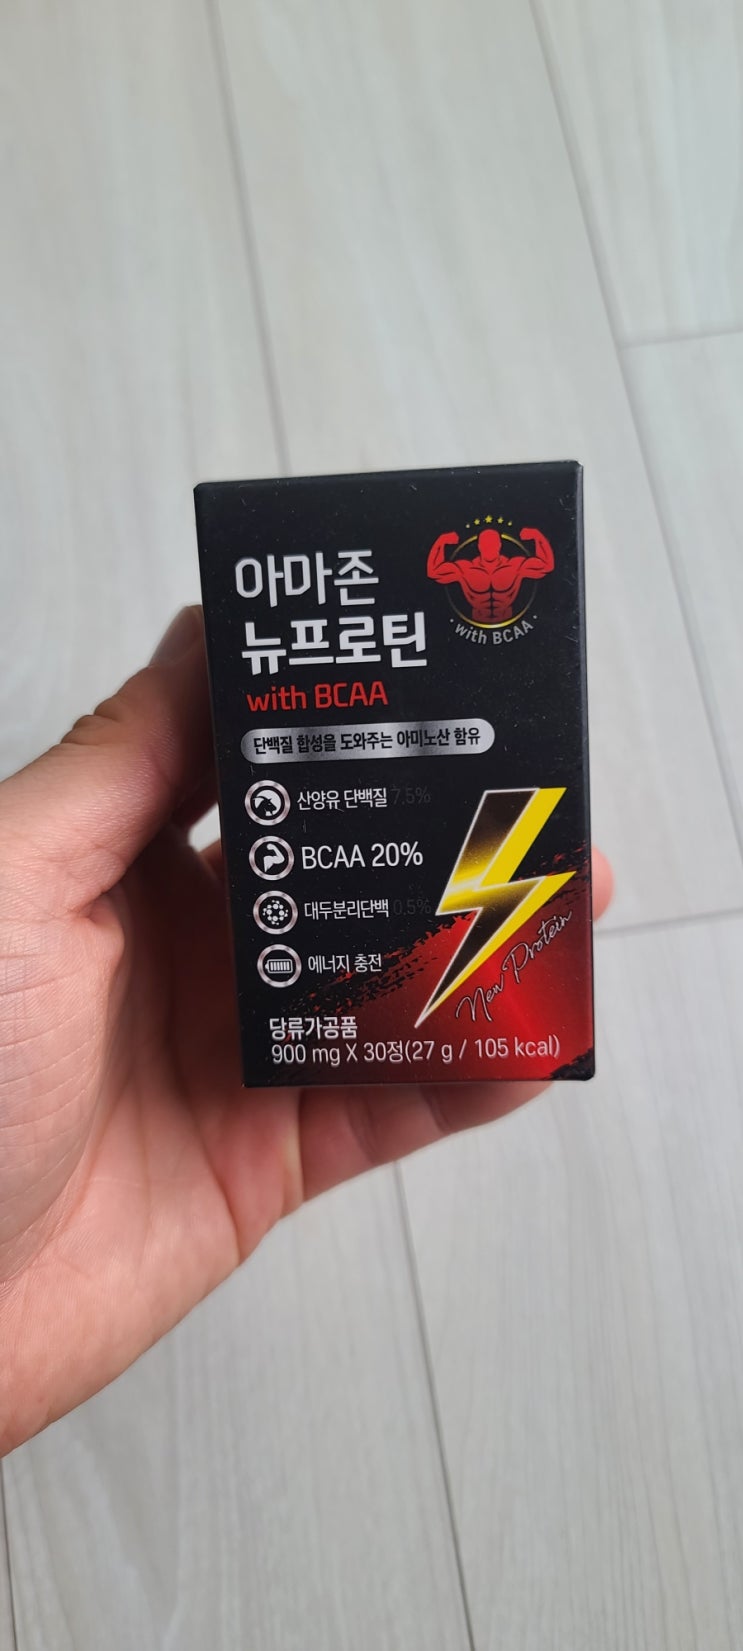 아마존
뉴프로틴
with BCAA
· with BCAA ·
단백질 합성을 도와주는 아미노산 함유
산양유 단백질 7.5%
BCAA 20%
대두분리단백 0.5%
에너지 충전
New Protein
당류가공품
900 mg X 30정(27 g / 105 kcal)